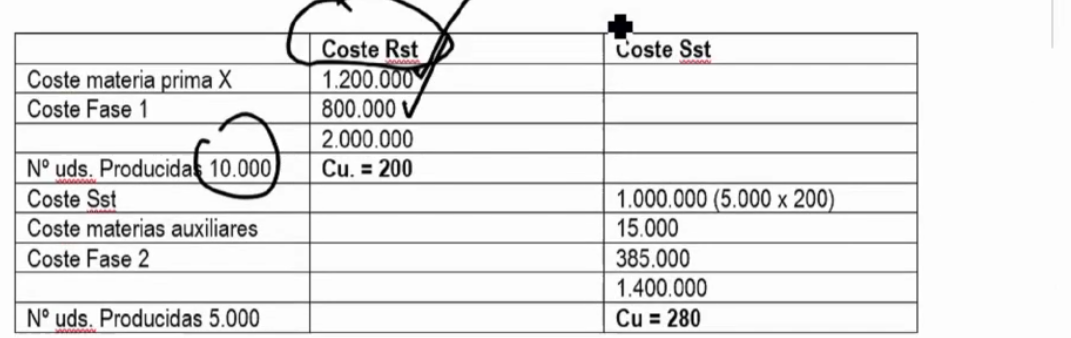 Coste Rst Coste Sst
Coste materia prima X 1.200.000
Coste Fase 1 800.000
2.000.000
Nº uds. Producidas 10.000 Cu. = 200
Coste Sst 1.000.000 (5.000 x 200)
Coste materias auxiliares 15.000
Coste Fase 2 385.000
1.400.000
Nº uds. Producidas 5.000 Cu = 280